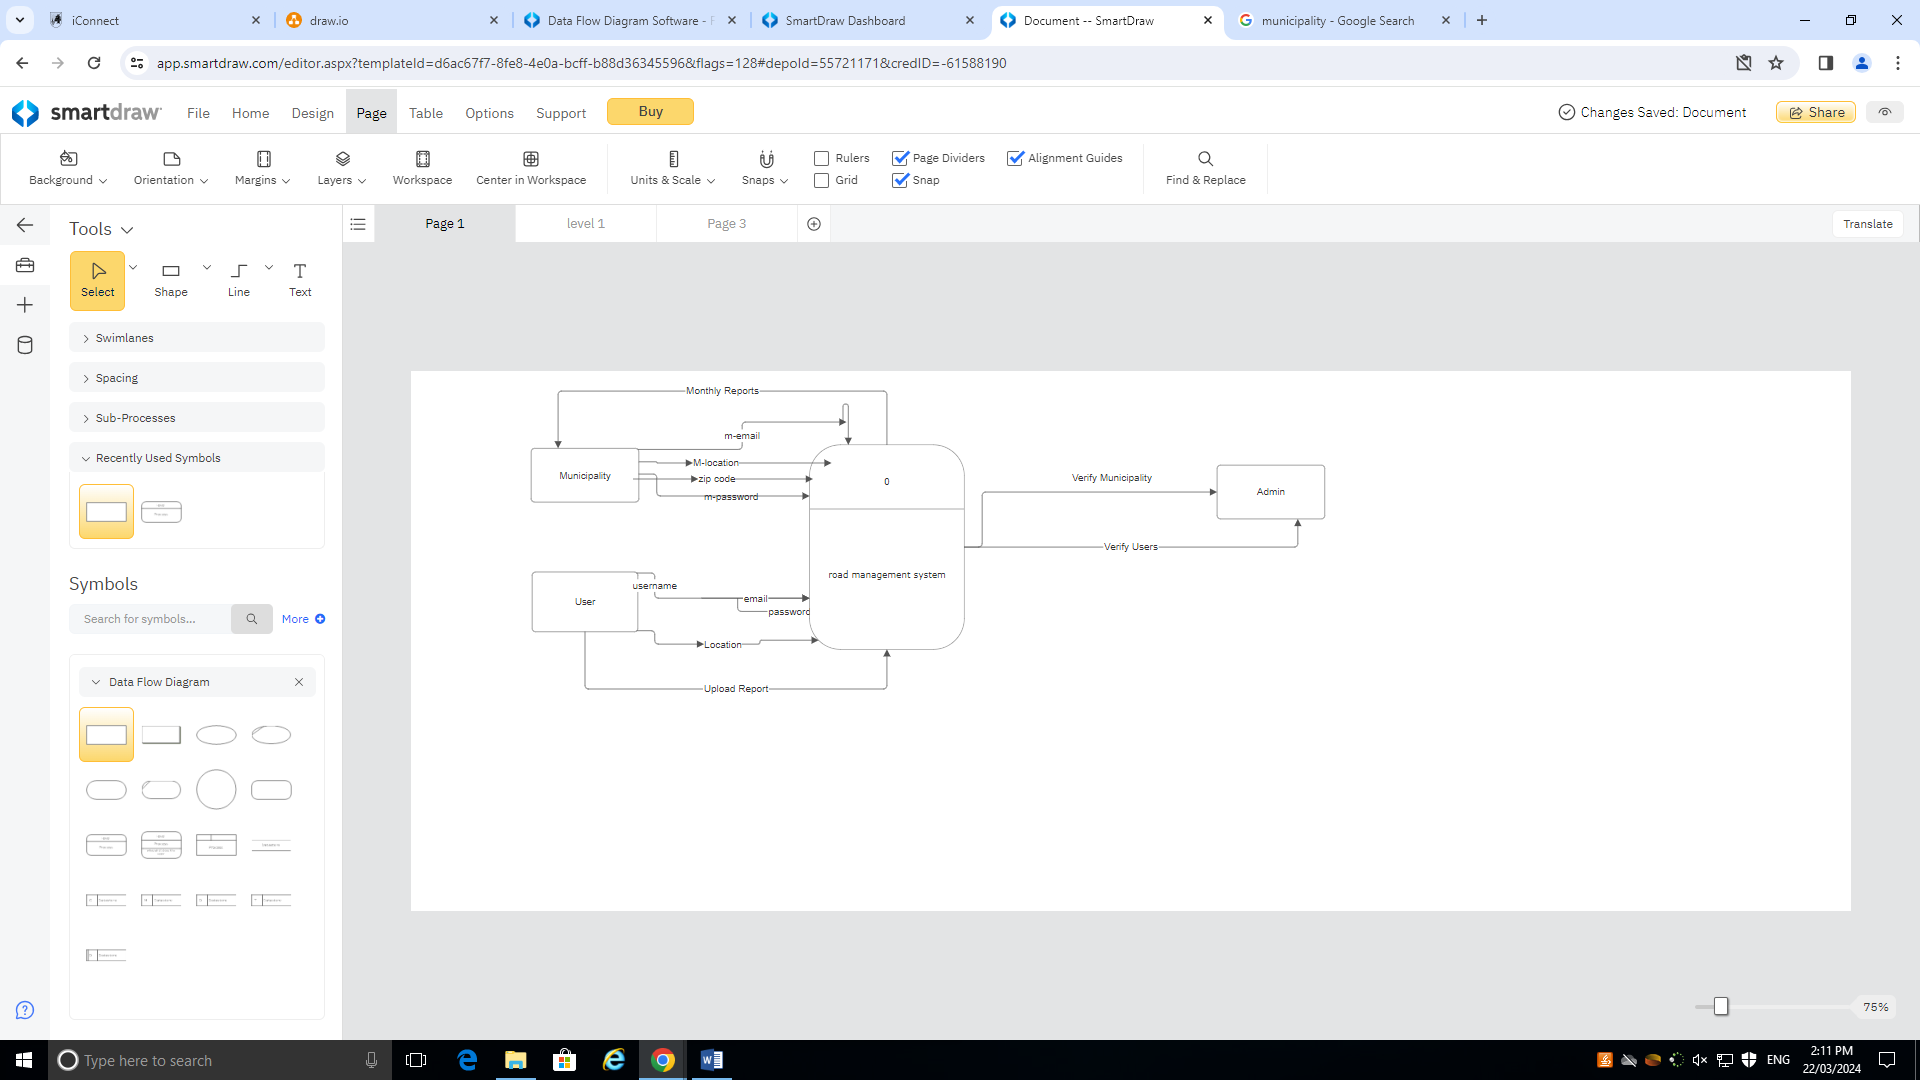 iConnect
draw.io
Data Flow Diagram Software - F
SmartDraw Dashboard
Document -- SmartDraw
municipality - Google Search
app.smartdraw.com/editor.aspx?templateId=d6ac67f7-8fe8-4e0a-bcff-b88d36345596&flags=128#depoId=55721171&credID=-61588190
smartdraw
File
Home
Design
Page
Table
Options
Support
Buy
Changes Saved: Document
Share
Background
Orientation
Margins
Layers
Workspace
Center in Workspace
Units & Scale
Snaps
Rulers
Page Dividers
Alignment Guides
Grid
Snap
Find & Replace
Tools
Page 1
level 1
Page 3
Translate
Select
Shape
Line
Text
Swimlanes
Spacing
Sub-Processes
Recently Used Symbols
Symbols
Search for symbols...
More
Data Flow Diagram
Monthly Reports
m-email
Municipality
M-location
zip code
m-password
0
road management system
Verify Municipality
Admin
Verify Users
User
username
email
password
Location
Upload Report
75%
Type here to search
ENG
2:11 PM
22/03/2024